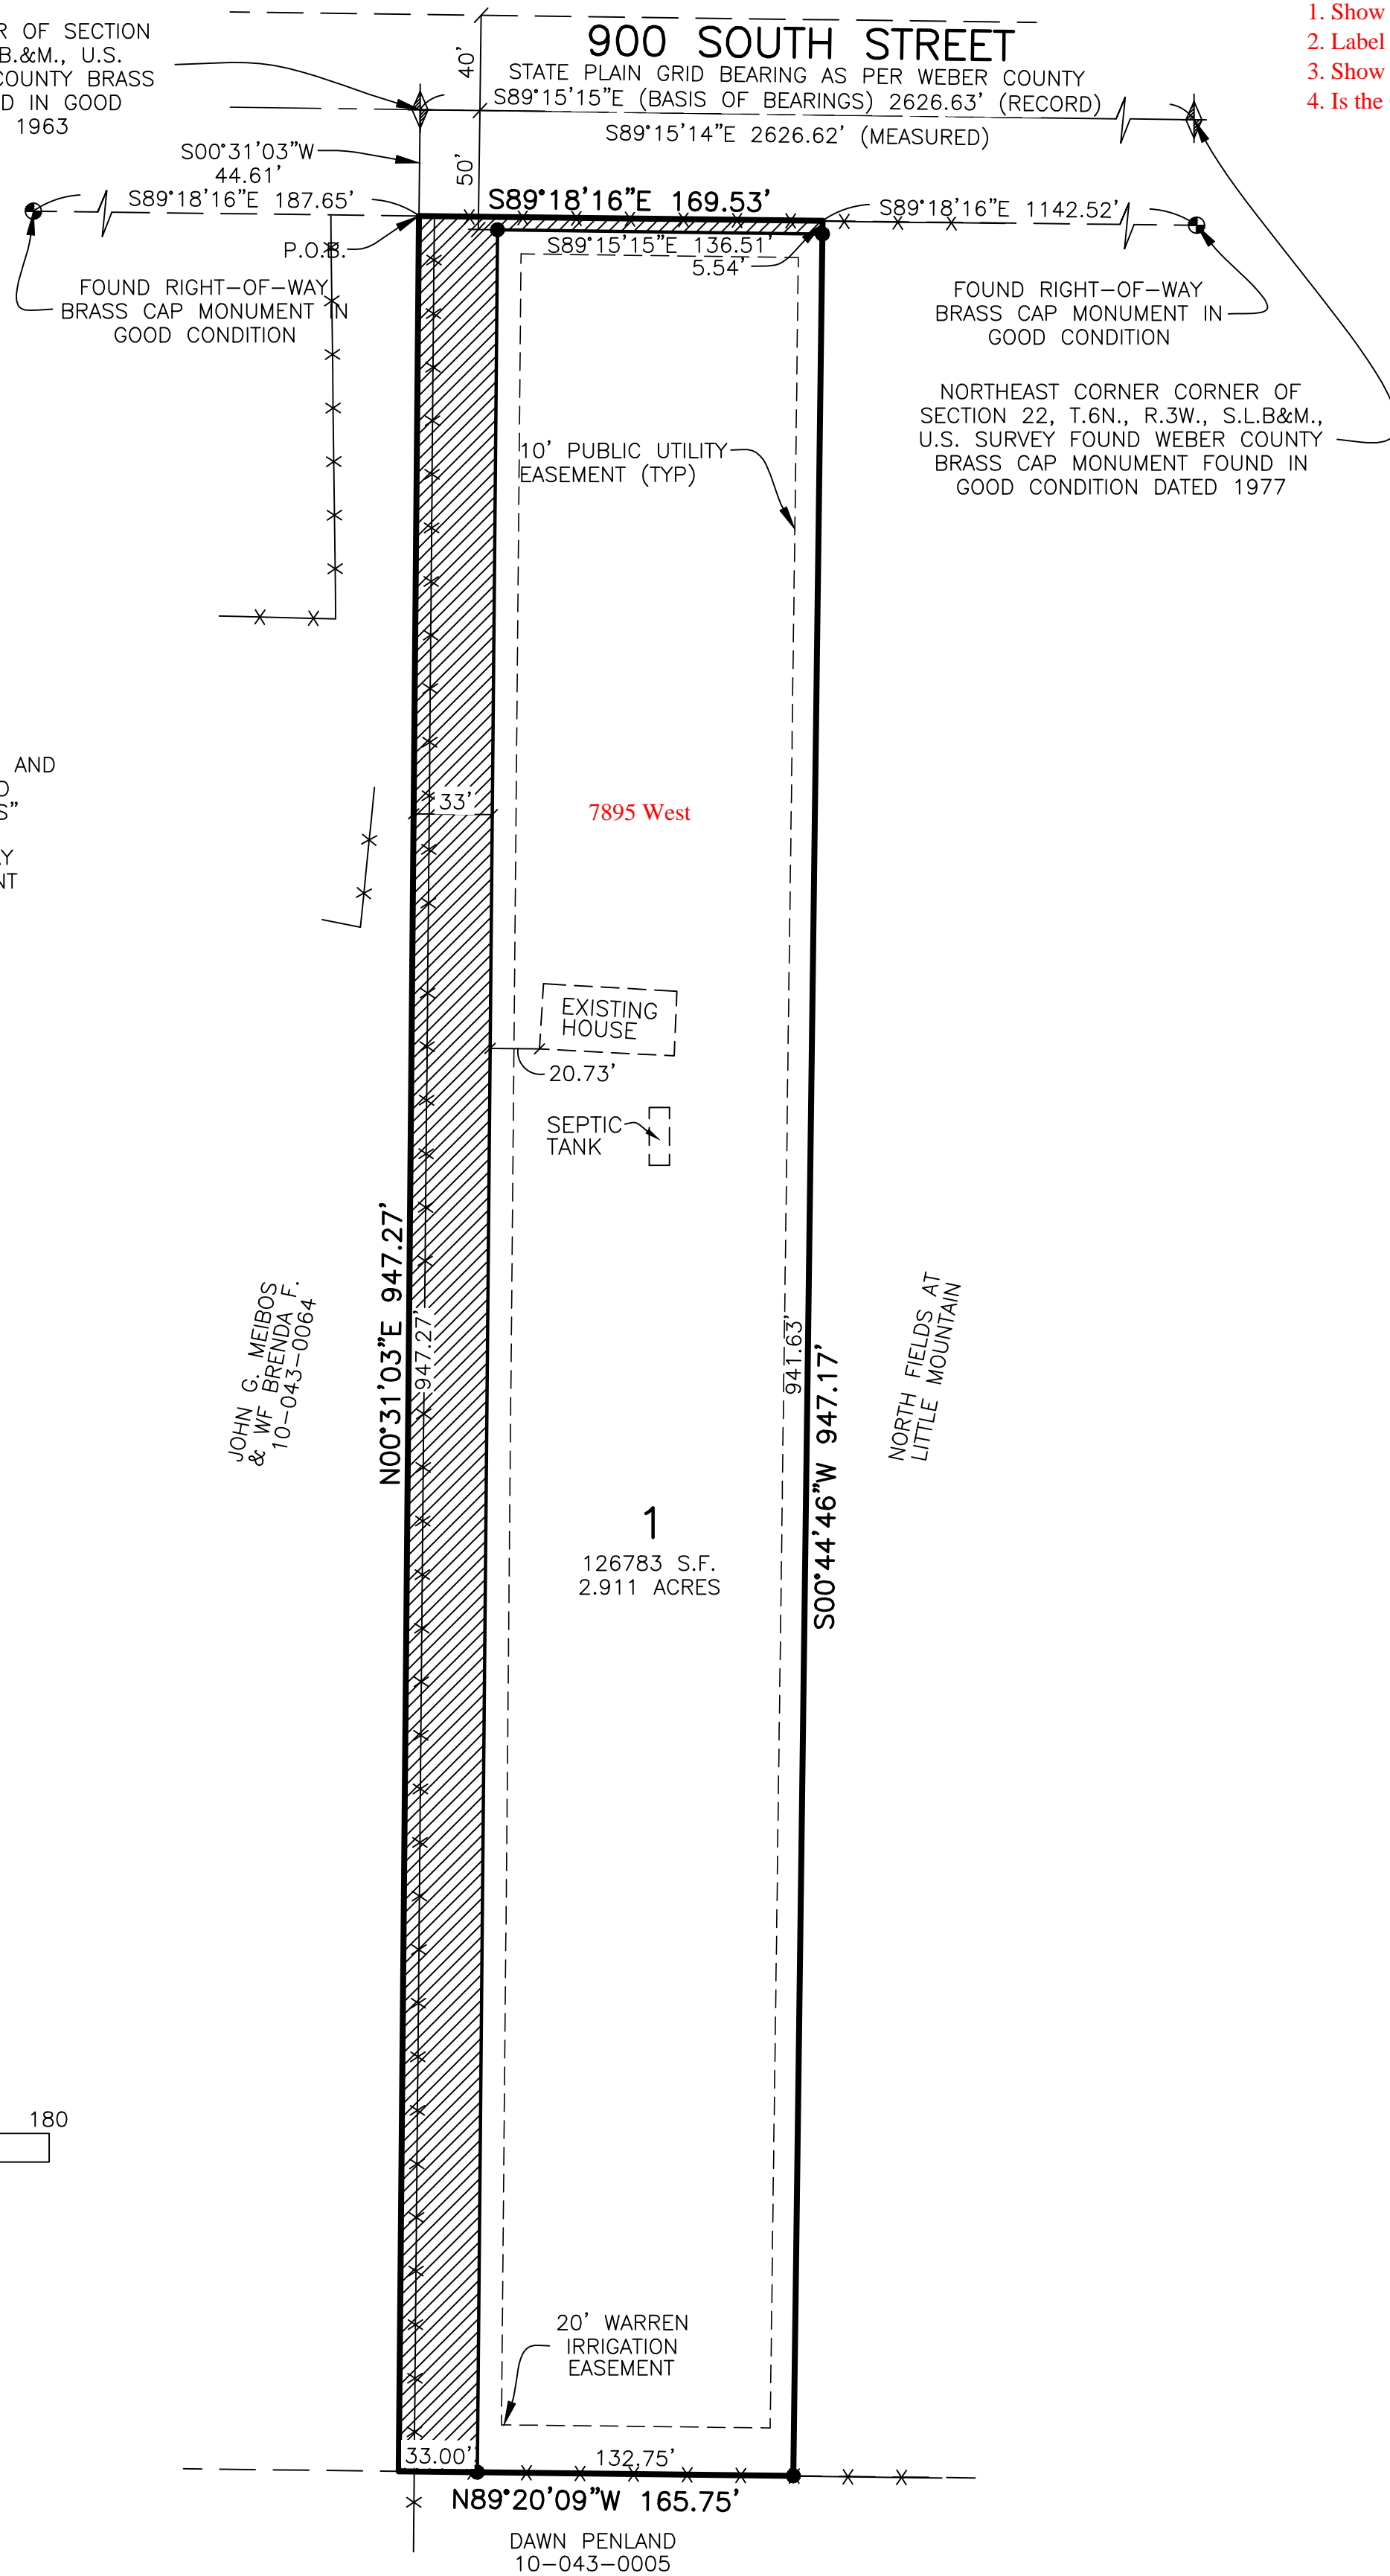 R OF SECTION
B.&M., U.S.
COUNTY BRASS
D IN GOOD
1963
40'
900 SOUTH STREET
STATE PLAIN GRID BEARING AS PER WEBER COUNTY
S89°15'15"E (BASIS OF BEARINGS) 2626.63' (RECORD)
S89°15'14"E 2626.62' (MEASURED)
1. Show
2. Label
3. Show
4. Is the
S00°31'03"W
44.61'
50'
S89°18'16"E 187.65'
S89°18'16"E 169.53'
S89°18'16"E 1142.52'
P.O.B.
S89°15'15"E 136.51'
5.54'
FOUND RIGHT-OF-WAY
BRASS CAP MONUMENT IN
GOOD CONDITION
FOUND RIGHT-OF-WAY
BRASS CAP MONUMENT IN
GOOD CONDITION
NORTHEAST CORNER CORNER OF
SECTION 22, T.6N., R.3W., S.L.B&M.,
U.S. SURVEY FOUND WEBER COUNTY
BRASS CAP MONUMENT FOUND IN
GOOD CONDITION DATED 1977
10' PUBLIC UTILITY
EASEMENT (TYP)
AND
S"
NT
33'
7895 West
EXISTING
HOUSE
20.73'
SEPTIC
TANK
N00°31'03"E 947.27'
947.27'
941.63'
S00°44'46"W 947.17'
JOHN G. MEIBOS
& WF BRENDA F.
10-043-0064
NORTH FIELDS AT
LITTLE MOUNTAIN
1
126783 S.F.
2.911 ACRES
180
20' WARREN
IRRIGATION
EASEMENT
33.00'
132.75'
N89°20'09"W 165.75'
DAWN PENLAND
10-043-0005